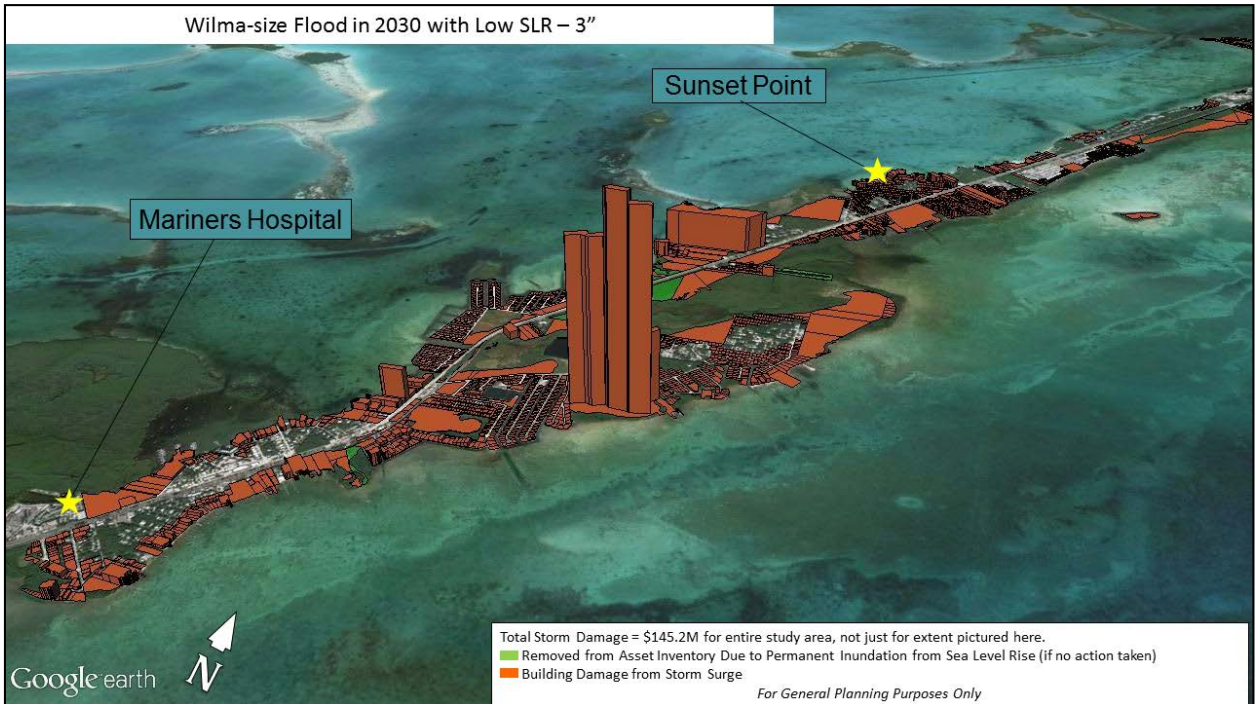 Wilma-size Flood in 2030 with Low SLR – 3”
Sunset Point
Mariners Hospital
Total Storm Damage = $145.2M for entire study area, not just for extent pictured here.
Removed from Asset Inventory Due to Permanent Inundation from Sea Level Rise (if no action taken)
Building Damage from Storm Surge
For General Planning Purposes Only
Google earth
N